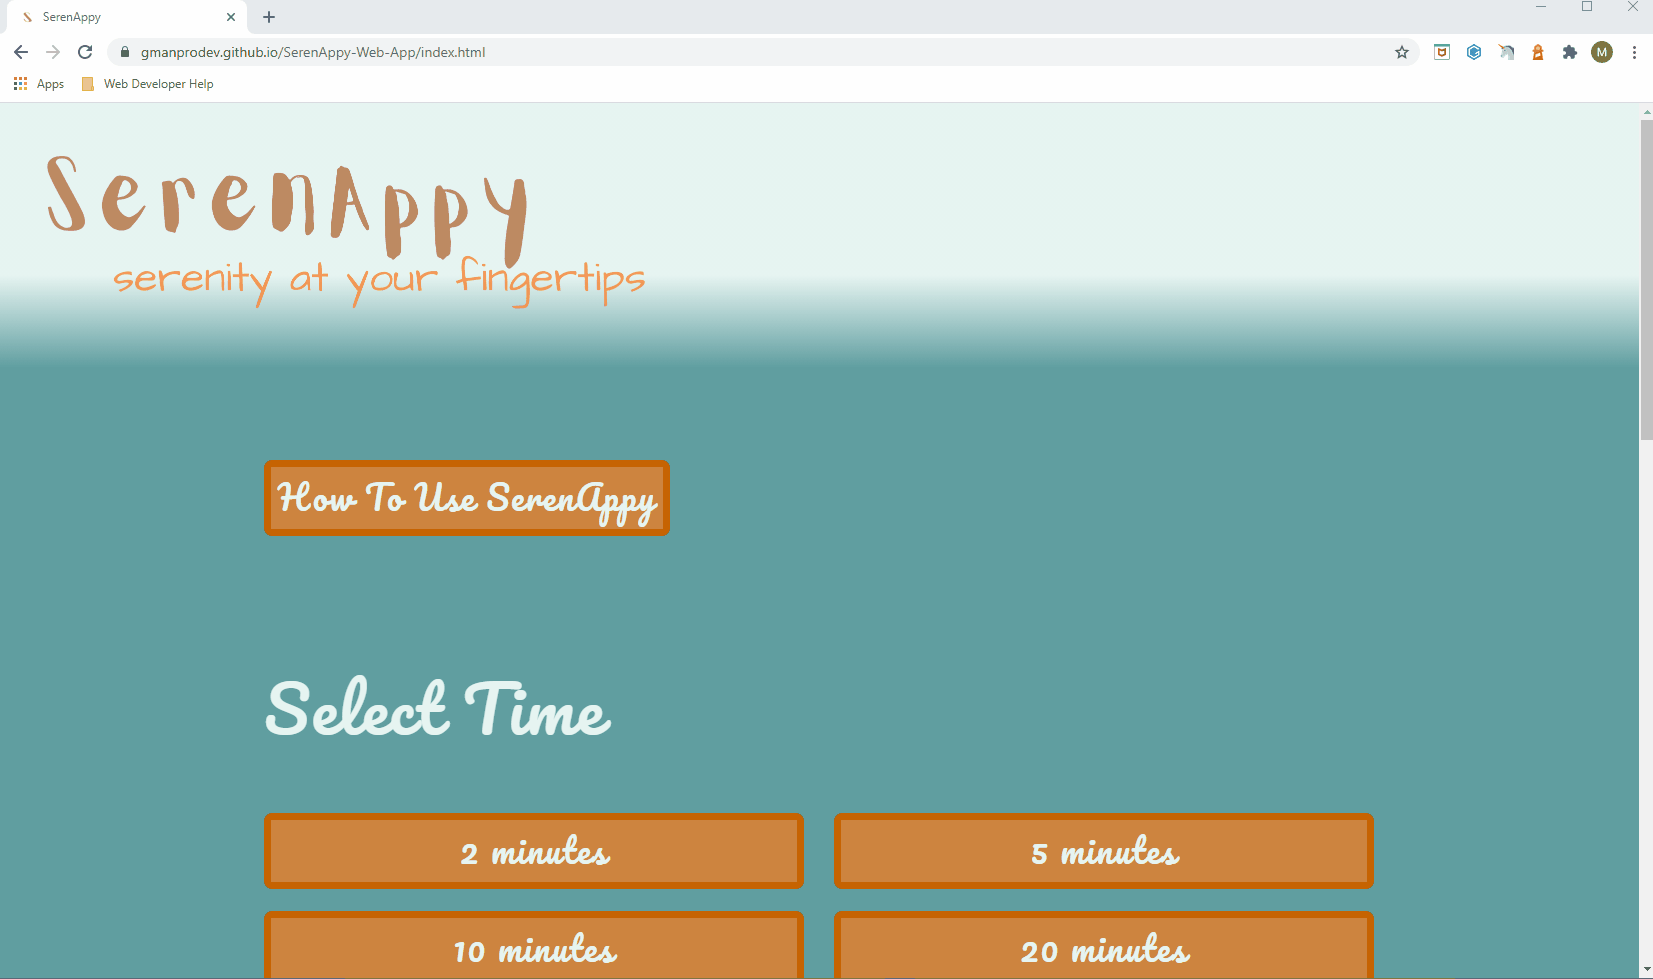 SerenAppy
gmanprodev.github.io/SerenAppy-Web-App/index.html
M
Apps
Web Developer Help
SerenAppy
serenity at your fingertips
How To Use SerenAppy
Select Time
2 minutes
5 minutes
10 minutes
20 minutes